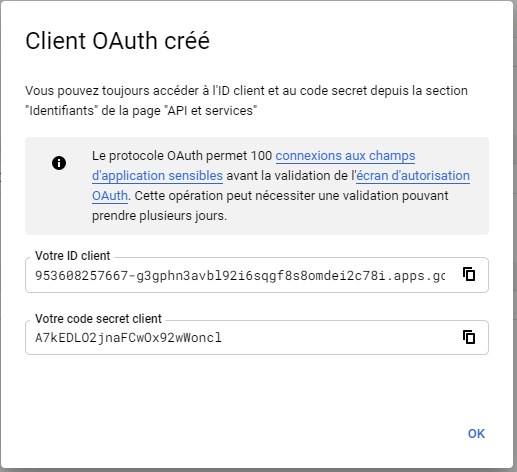 Client OAuth créé
Vous pouvez toujours accéder à l'ID client et au code secret depuis la section
"Identifiants" de la page "API et services"
Le protocole OAuth permet 100 connexions aux champs
d'application sensibles avant la validation de l'écran d'autorisation
OAuth. Cette opération peut nécessiter une validation pouvant
prendre plusieurs jours.
Votre ID client
953608257667-g3gphn3avbl92i6sqgf8s8omdei2c78i.apps.gc
Votre code secret client
A7kEDLO2jnaFCwOx92wWoncl
OK